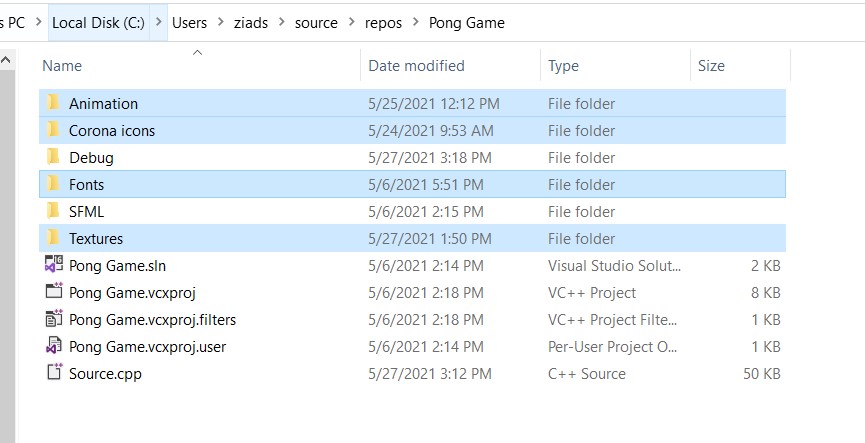 s PC > Local Disk (C:) > Users > ziads > source > repos > Pong Game
Name Date modified Type Size
Animation 5/25/2021 12:12 PM File folder
Corona icons 5/24/2021 9:53 AM File folder
Debug 5/27/2021 3:18 PM File folder
Fonts 5/6/2021 5:51 PM File folder
SFML 5/6/2021 2:15 PM File folder
Textures 5/27/2021 1:50 PM File folder
Pong Game.sln 5/6/2021 2:14 PM Visual Studio Solut... 2 KB
Pong Game.vcxproj 5/6/2021 2:18 PM VC++ Project 8 KB
Pong Game.vcxproj.filters 5/6/2021 2:18 PM VC++ Project Filte... 1 KB
Pong Game.vcxproj.user 5/6/2021 2:14 PM Per-User Project O... 1 KB
Source.cpp 5/27/2021 3:12 PM C++ Source 50 KB